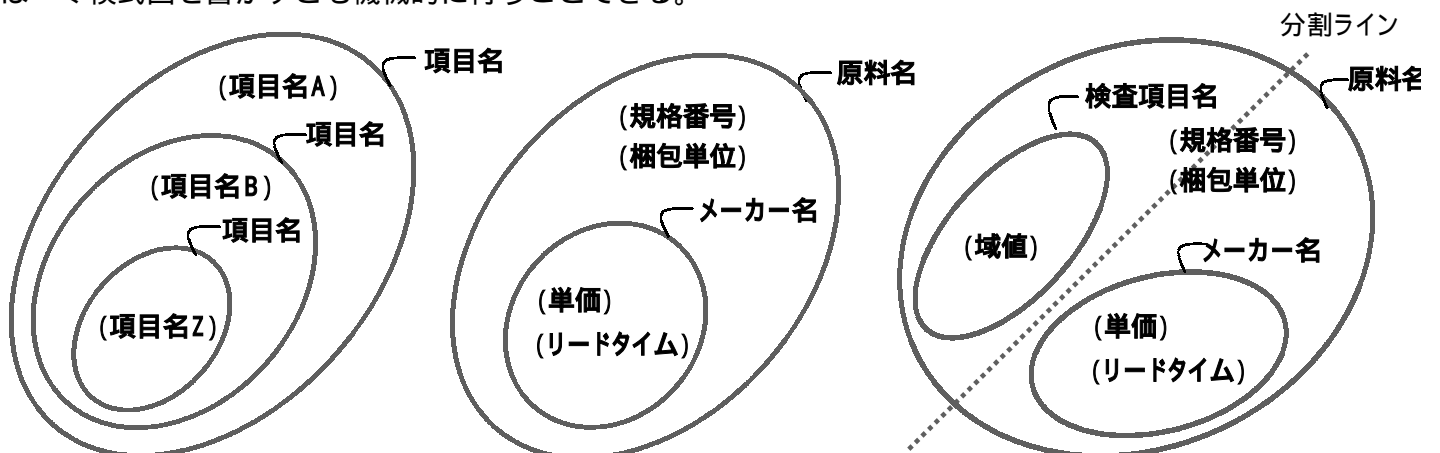 は 々模式図を書かずとも機械的に行うことできる。
分割ライン
項目名
(項目名A)
項目名
(項目名B)
項目名
(項目名Z)
原料名
(規格番号)
(梱包単位)
メーカー名
(単価)
(リードタイム)
原料名
検査項目名
(規格番号)
(梱包単位)
(域値)
メーカー名
(単価)
(リードタイム)